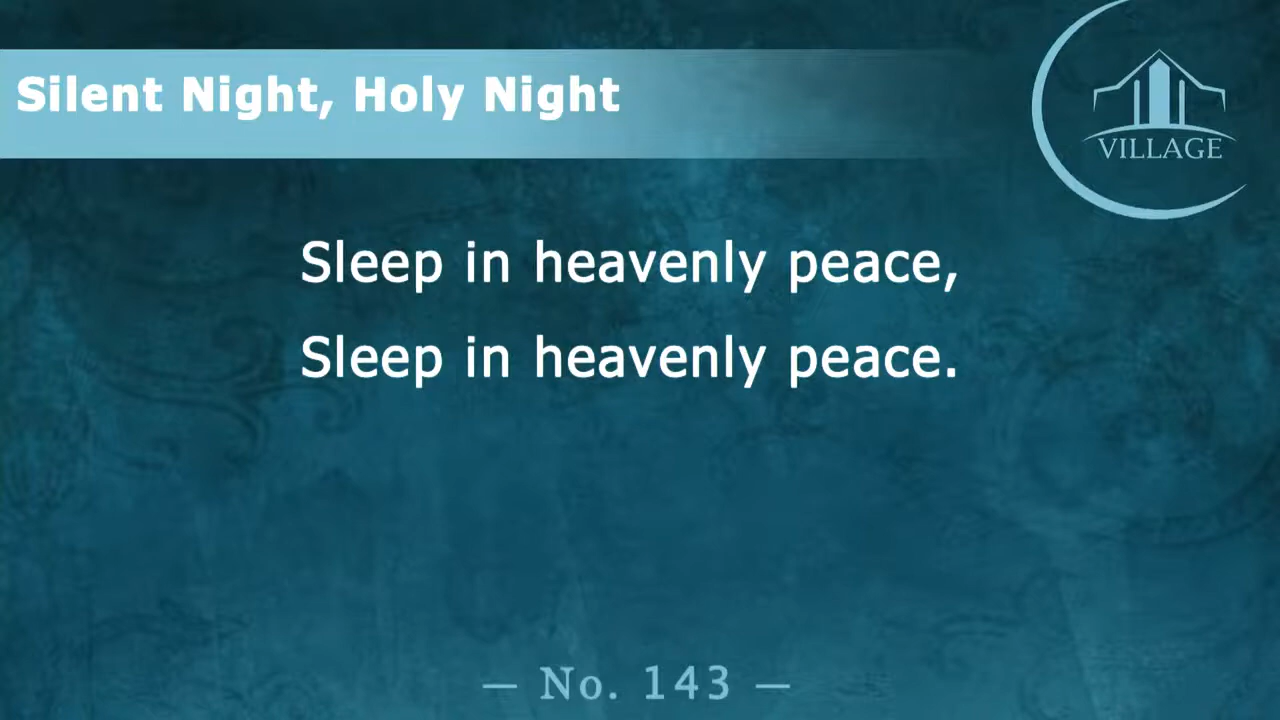 Silent Night, Holy Night
VILLAGE
Sleep in heavenly peace,
Sleep in heavenly peace.
— No. 143 —